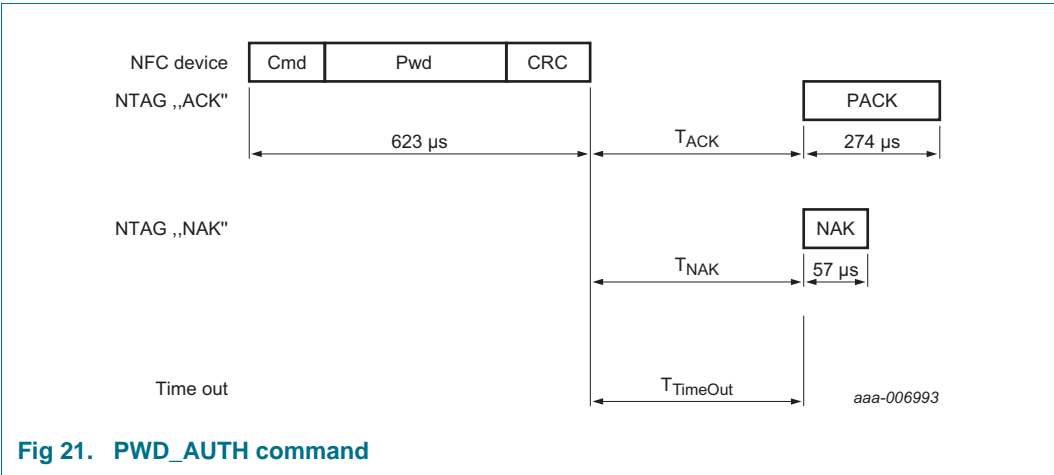 NFC device Cmd Pwd CRC
NTAG ,,ACK" PACK
623 µs TACK 274 µs
NTAG ,,NAK" NAK
TNAK 57 µs
Time out TTimeOut aaa-006993
Fig 21. PWD_AUTH command